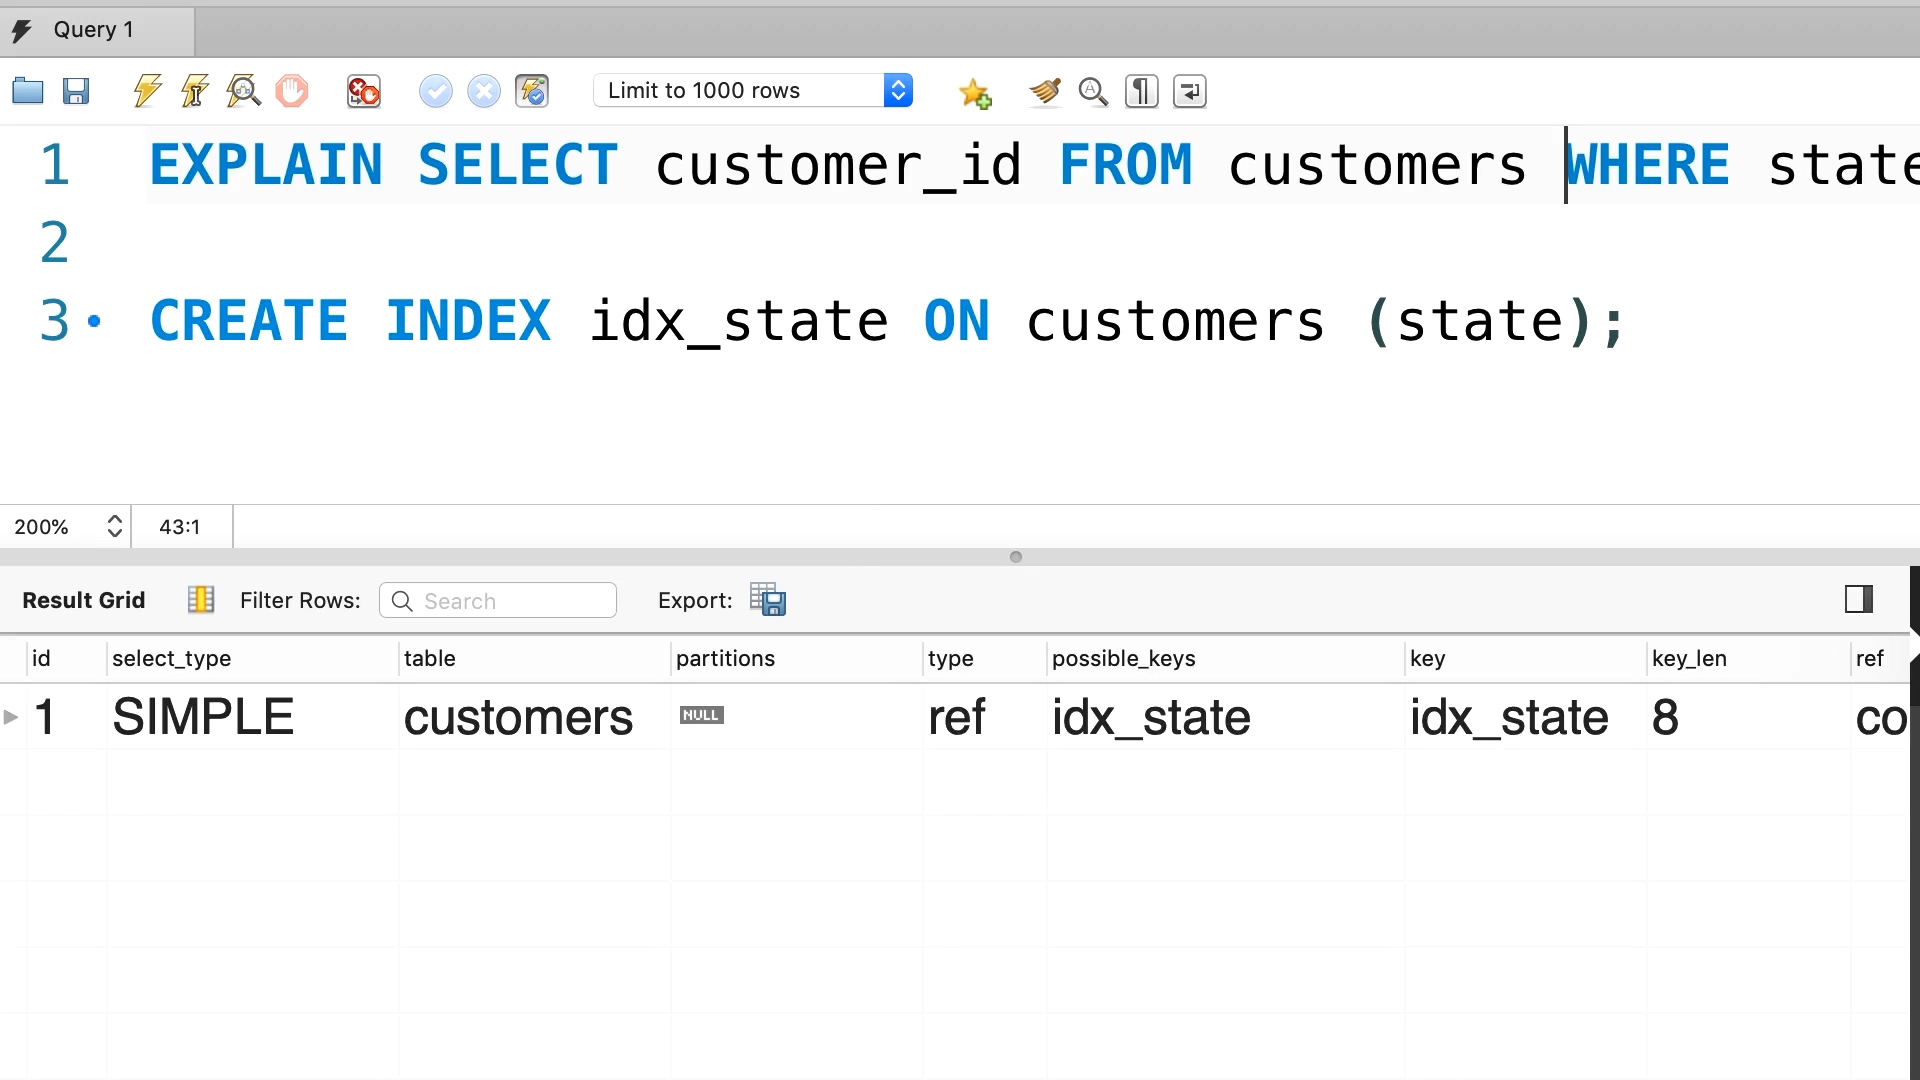 Query 1
Limit to 1000 rows
1 EXPLAIN SELECT customer_id FROM customers WHERE state
2
3 CREATE INDEX idx_state ON customers (state);
200% 43:1
Result Grid Filter Rows: Search Export:
id select_type table partitions type possible_keys key key_len ref
1 SIMPLE customers NULL ref idx_state idx_state 8 co